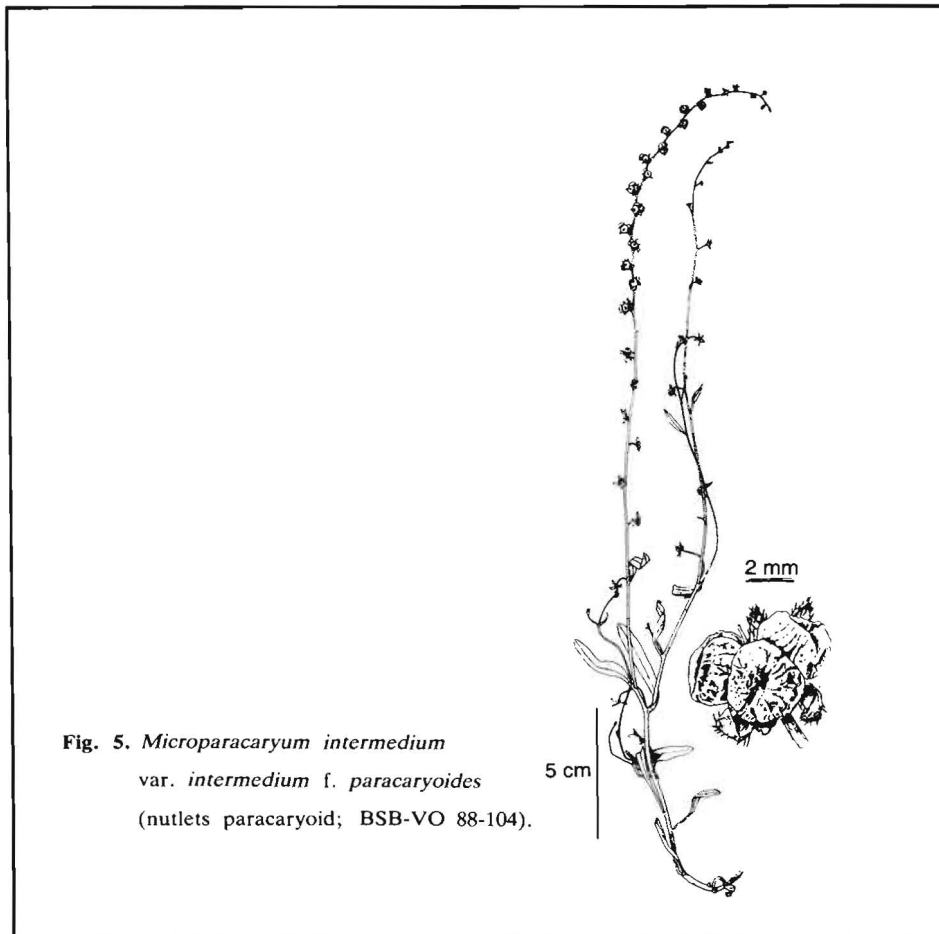 2 mm
Fig. 5. Microparacaryum intermedium
var. intermedium f. paracaryoides
(nutlets paracaryoid; BSB-VO 88-104).
5 cm